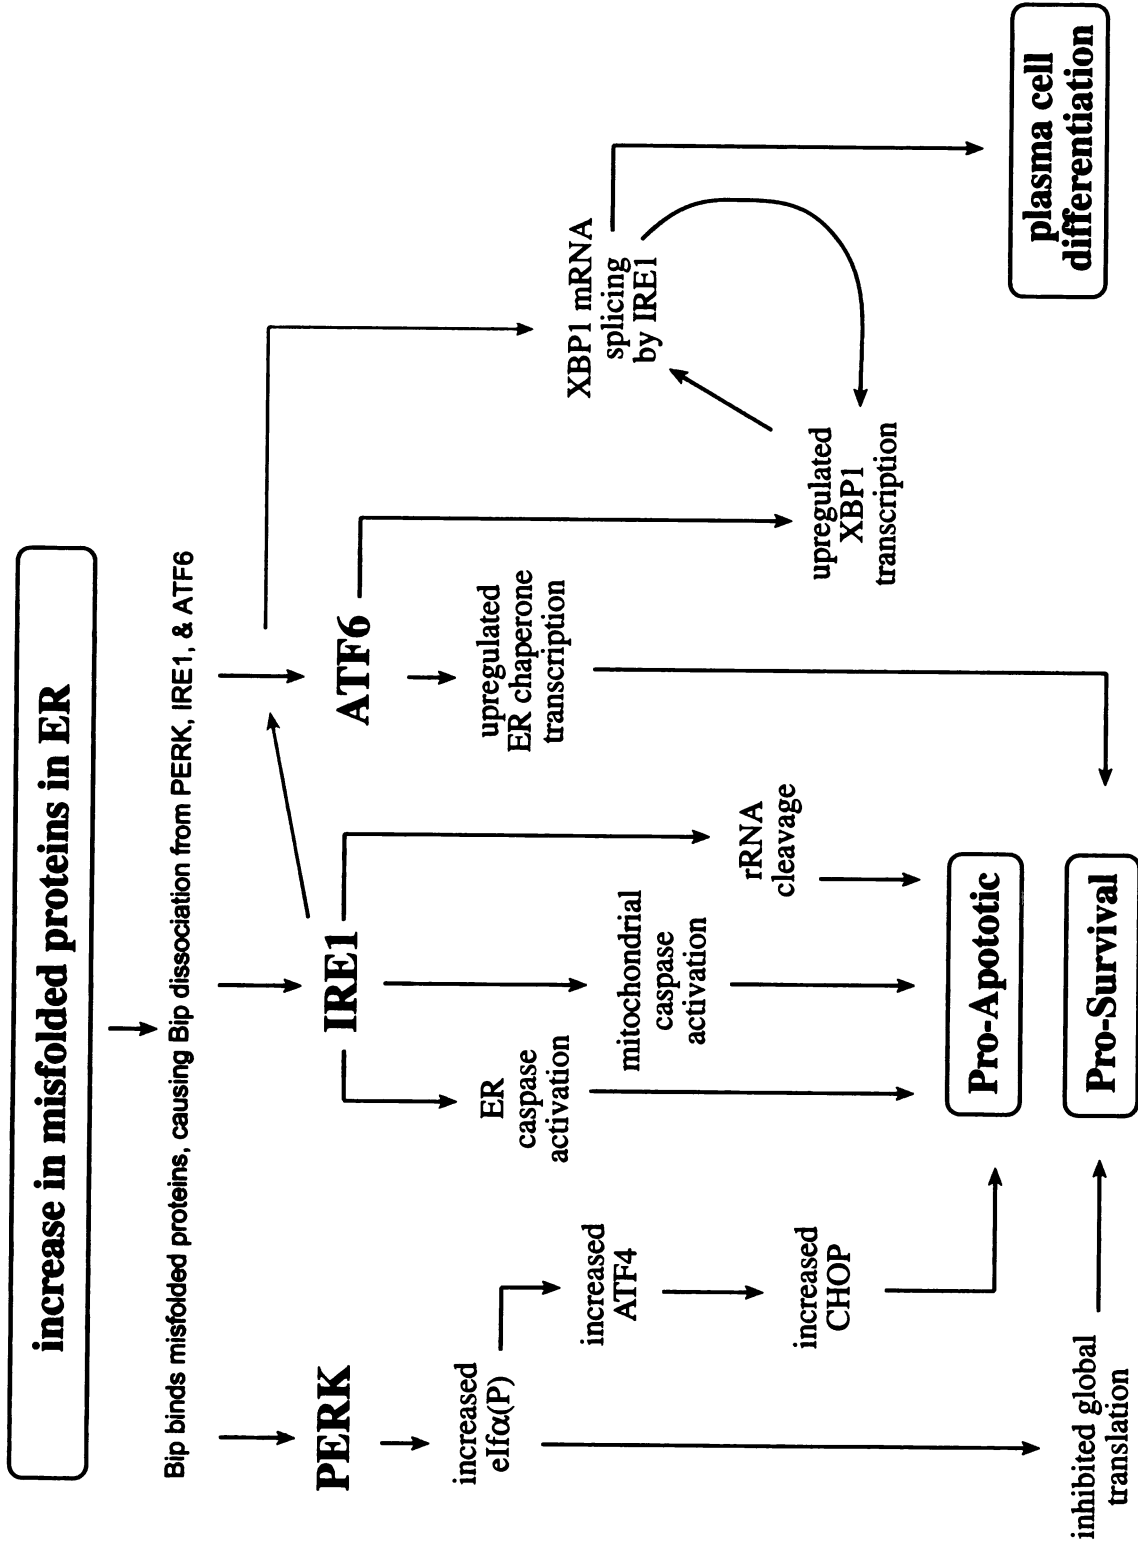 increase in misfolded proteins in ER
Bip binds misfolded proteins, causing Bip dissociation from PERK, IRE1, & ATF6
PERK
IRE1
ATF6
increased
eIfα(P)
ER
caspase
activation
upregulated
ER chaperone
transcription
XBP1 mRNA
splicing
by IRE1
increased
ATF4
mitochondrial
caspase
activation
rRNA
cleavage
upregulated
XBP1
transcription
increased
CHOP
Pro-Apototic
inhibited global
translation
Pro-Survival
plasma cell
differentiation